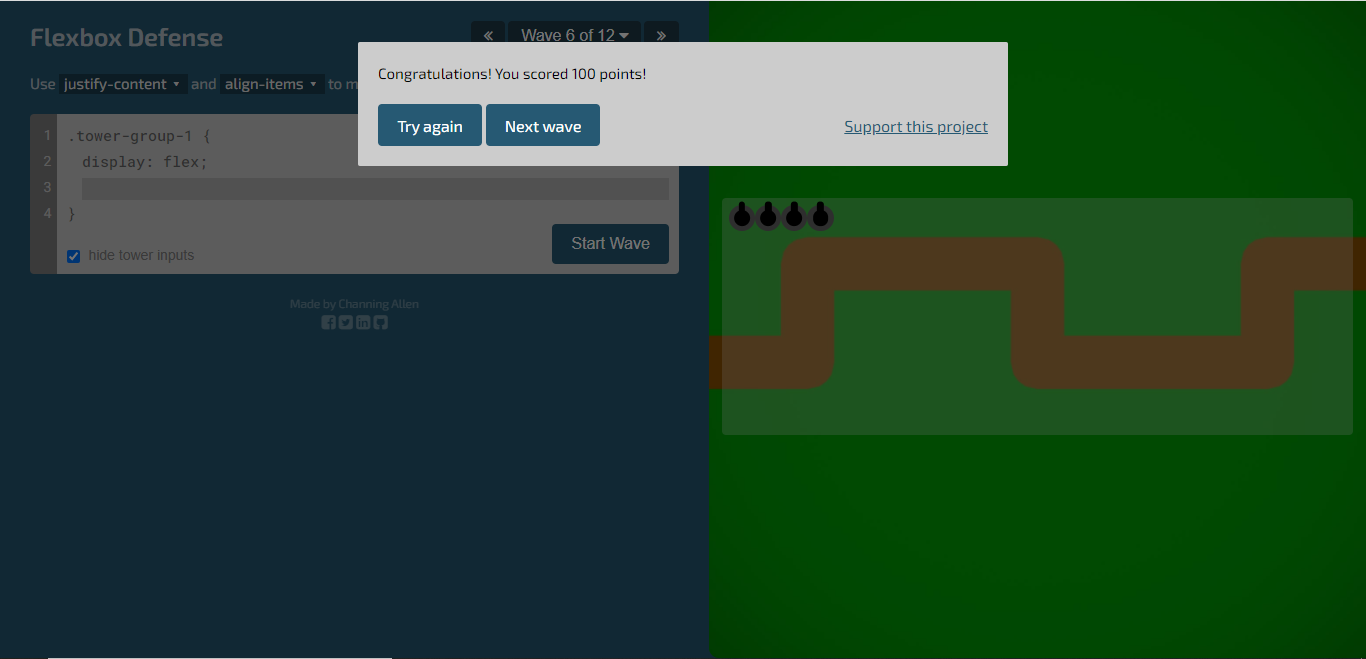 Flexbox Defense
« Wave 6 of 12 »
Congratulations! You scored 100 points!
Use justify-content and align-items to m
Try again Next wave Support this project
1 .tower-group-1 {
2 display: flex;
3
4 }
Start Wave
hide tower inputs
Made by Channing Allen